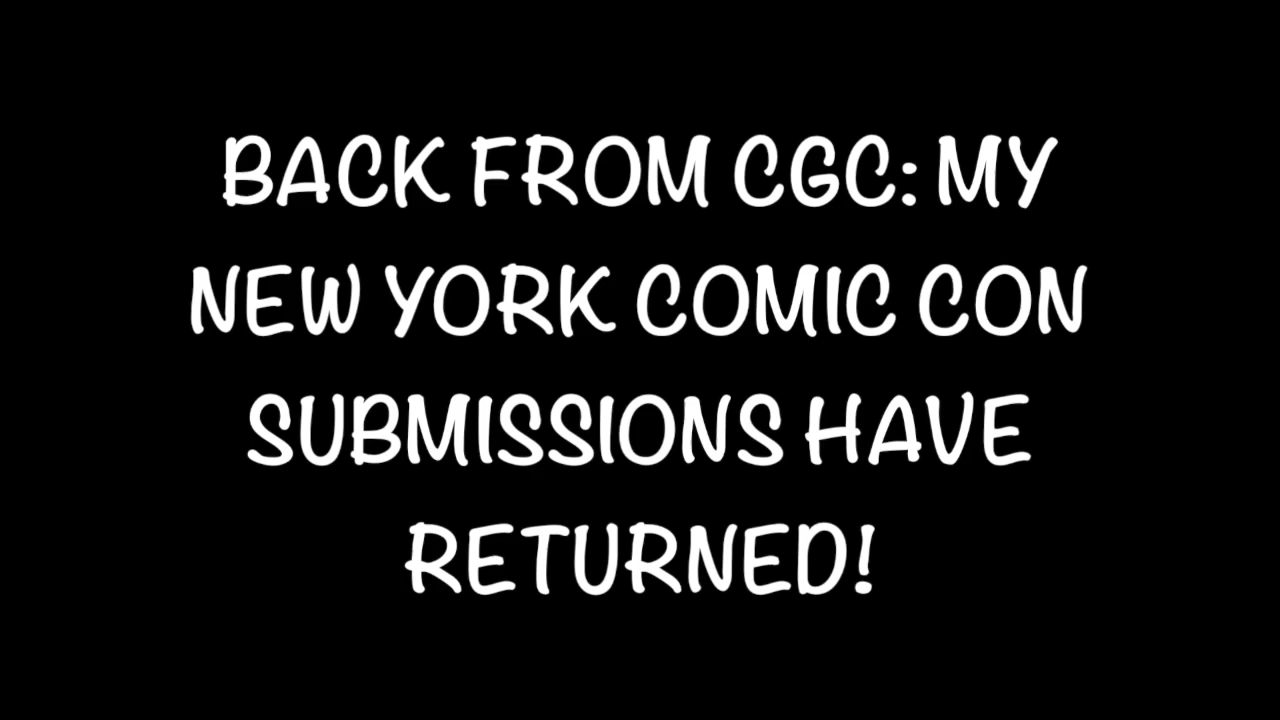 BACK FROM CGC: MY
NEW YORK COMIC CON
SUBMISSIONS HAVE
RETURNED!